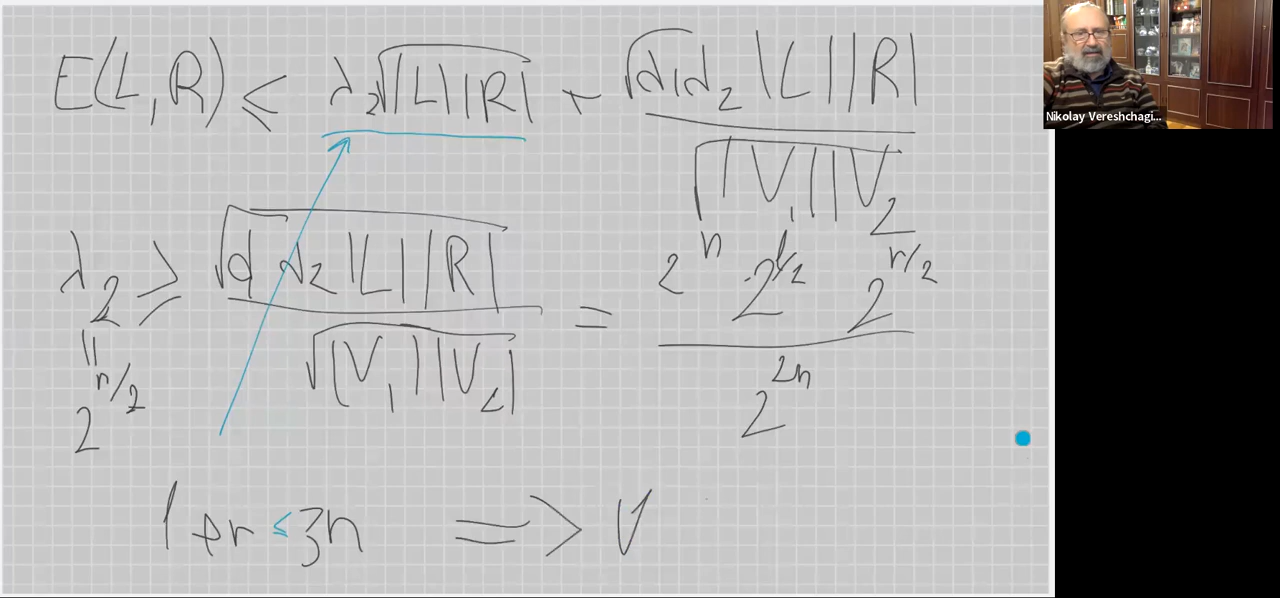 E(L,R) ≤ λ₂√|L||R| + √d₁d₂ |L||R| / √|V₁||V₂|
Nikolay Vereshchagi...
λ₂ ≥ √d₁d₂|L||R| / √|V₁||V₂| = 2ⁿ · 2^{l/2} 2^{r/2} / 2^{2n}
||
2^{n/2}
l + r ≤ 3n ⇒